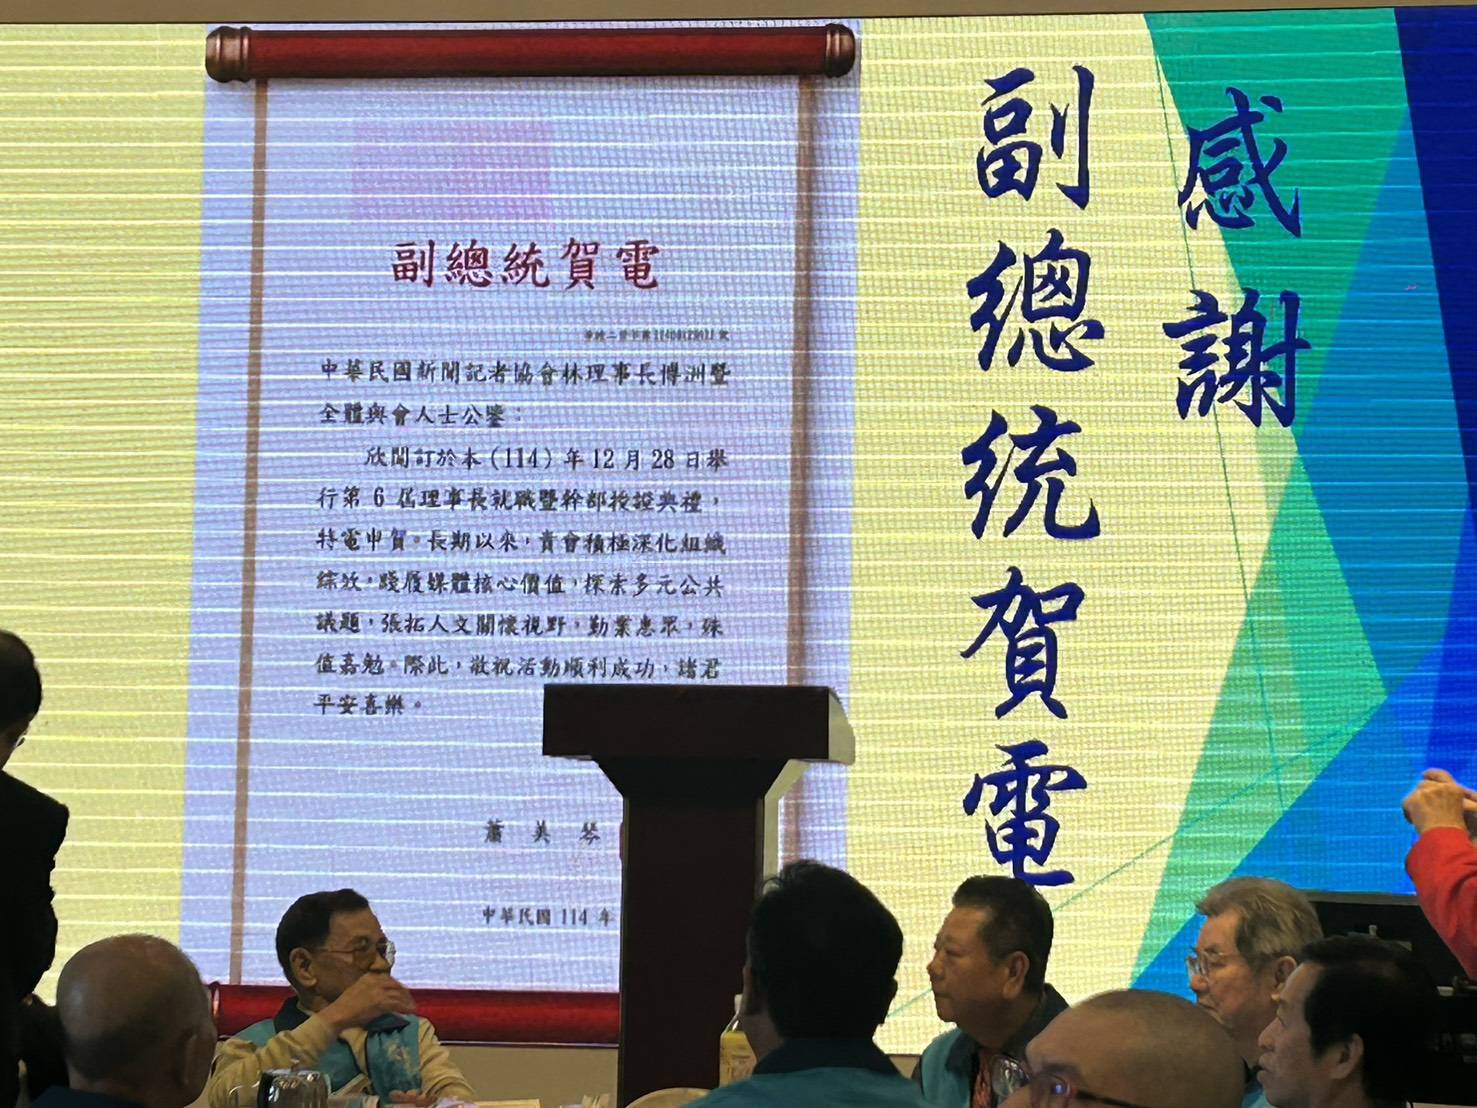 感謝
副總統賀電
副總統賀電
中華民國新聞記者協會林理事長博洲暨
全體與會人士公鑒：
欣聞訂於本（114）年12月28日舉
行第6屆理事長就職暨幹部授證典禮，
特電申賀。長期以來，貴會積極深化組織
綜效，踐履媒體核心價值，探索多元公共
議題，張拓人文關懷視野，勤業惠眾，殊
值嘉勉。際此，敬祝活動順利成功，諸君
平安喜樂。
蕭美琴
中華民國114年